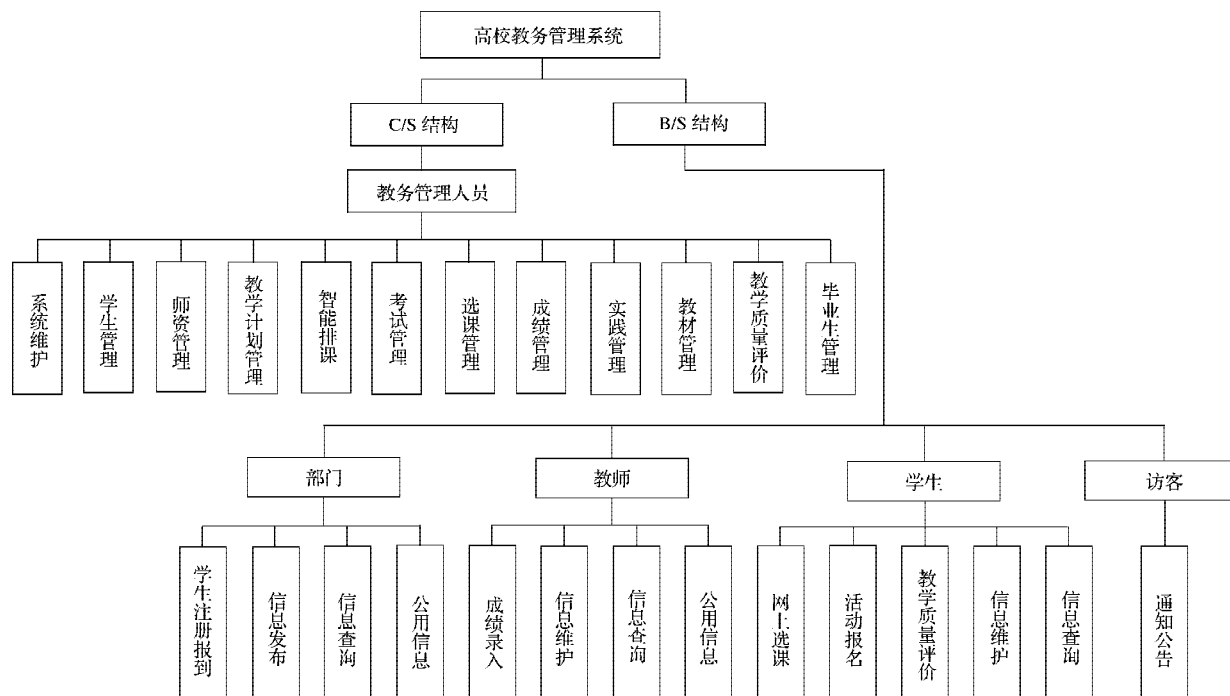 高校教务管理系统
C/S 结构
B/S 结构
教务管理人员
系统维护
学生管理
师资管理
教学计划管理
智能排课
考试管理
选课管理
成绩管理
实践管理
教材管理
教学质量评价
毕业生管理
部门
教师
学生
访客
学生注册报到
信息发布
信息查询
公用信息
成绩录入
信息维护
信息查询
公用信息
网上选课
活动报名
教学质量评价
信息维护
信息查询
通知公告